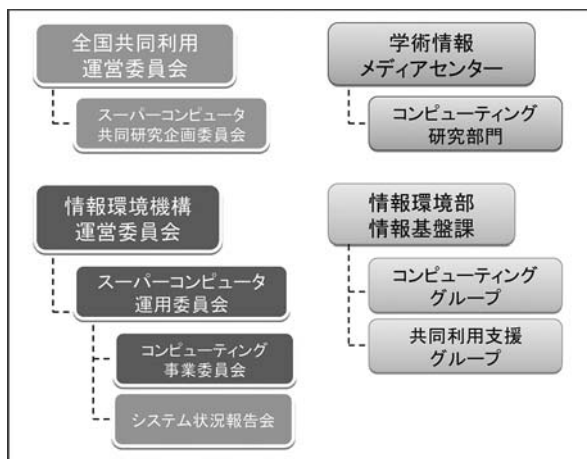 全国共同利用
運営委員会
スーパーコンピュータ
共同研究企画委員会
情報環境機構
運営委員会
スーパーコンピュータ
運用委員会
コンピューティング
事業委員会
システム状況報告会
学術情報
メディアセンター
コンピューティング
研究部門
情報環境部
情報基盤課
コンピューティング
グループ
共同利用支援
グループ